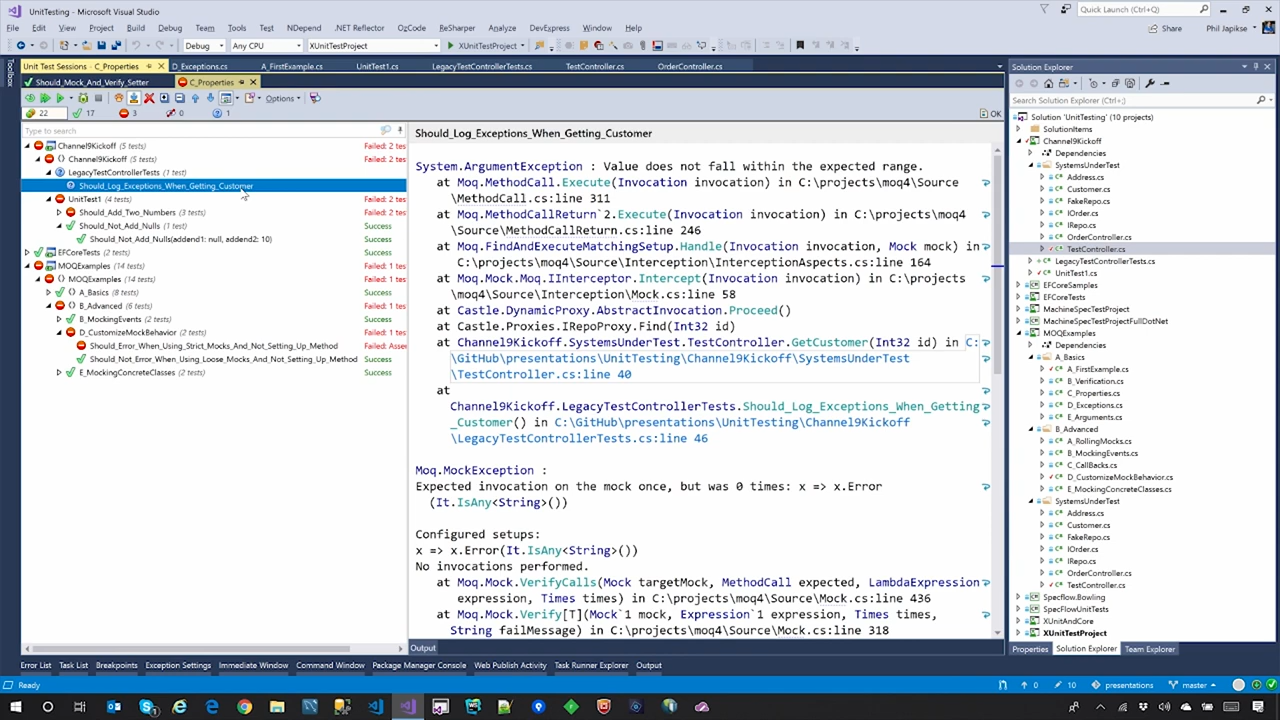 UnitTesting - Microsoft Visual Studio
Quick Launch (Ctrl+Q)
File Edit View Project Build Debug Team Tools Test NDepend .NET Reflector OzCode ReSharper Analyze Extensions Window Help
Share Phil Japikse
Debug Any CPU XUnitTestProject XUnitTestProject
Toolbox
Unit Test Sessions - C_Properties D_Exceptions.cs A_FirstExample.cs UnitTest1.cs LegacyTestControllerTests.cs TestController.cs OrderController.cs
Should_Mock_And_Verify_Setter C_Properties
Options
22 17 3 0 1
OK
Type to search
Channel9Kickoff (5 tests) Failed: 2 tes
Channel9Kickoff (5 tests) Failed: 2 tes
LegacyTestControllerTests (1 test)
Should_Log_Exceptions_When_Getting_Customer
UnitTest1 (4 tests) Failed: 2 tes
Should_Add_Two_Numbers (3 tests) Failed: 2 tes
Should_Not_Add_Nulls (1 test) Success
Should_Not_Add_Nulls(addend1: null, addend2: 10) Success
EFCoreTests (2 tests) Success
MOQExamples (14 tests) Failed: 1 tes
MOQExamples (14 tests) Failed: 1 tes
A_Basics (8 tests) Success
B_Advanced (6 tests) Failed: 1 tes
B_MockingEvents (2 tests) Success
D_CustomizeMockBehavior (2 tests) Failed: 1 tes
Should_Error_When_Using_Strict_Mocks_And_Not_Setting_Up_Method Failed: Asse
Should_Not_Error_When_Using_Loose_Mocks_And_Not_Setting_Up_Method Success
E_MockingConcreteClasses (2 tests) Success
Should_Log_Exceptions_When_Getting_Customer
System.ArgumentException : Value does not fall within the expected range.
at Moq.MethodCall.Execute(Invocation invocation) in C:\projects\moq4\Source
\MethodCall.cs:line 311
at Moq.MethodCallReturn`2.Execute(Invocation invocation) in C:\projects\moq4
\Source\MethodCallReturn.cs:line 246
at Moq.FindAndExecuteMatchingSetup.Handle(Invocation invocation, Mock mock) in
C:\projects\moq4\Source\Interception\InterceptionAspects.cs:line 164
at Moq.Mock.Moq.IInterceptor.Intercept(Invocation invocation) in C:\projects
\moq4\Source\Interception\Mock.cs:line 58
at Castle.DynamicProxy.AbstractInvocation.Proceed()
at Castle.Proxies.IRepoProxy.Find(Int32 id)
at Channel9Kickoff.SystemsUnderTest.TestController.GetCustomer(Int32 id) in C:
\GitHub\presentations\UnitTesting\Channel9Kickoff\SystemsUnderTest
\TestController.cs:line 40
at
Channel9Kickoff.LegacyTestControllerTests.Should_Log_Exceptions_When_Getting
_Customer() in C:\GitHub\presentations\UnitTesting\Channel9Kickoff
\LegacyTestControllerTests.cs:line 46
Moq.MockException :
Expected invocation on the mock once, but was 0 times: x => x.Error
(It.IsAny<String>())
Configured setups:
x => x.Error(It.IsAny<String>())
No invocations performed.
at Moq.Mock.VerifyCalls(Mock targetMock, MethodCall expected, LambdaExpression
expression, Times times) in C:\projects\moq4\Source\Mock.cs:line 436
at Moq.Mock.Verify[T](Mock`1 mock, Expression`1 expression, Times times,
String failMessage) in C:\projects\moq4\Source\Mock.cs:line 318
Output
Solution Explorer
Search Solution Explorer (Ctrl+;)
Solution 'UnitTesting' (10 projects)
SolutionItems
Channel9Kickoff
Dependencies
SystemsUnderTest
Address.cs
Customer.cs
FakeRepo.cs
IOrder.cs
IRepo.cs
OrderController.cs
TestController.cs
LegacyTestControllerTests.cs
UnitTest1.cs
EFCoreSamples
EFCoreTests
MachineSpecTestProject
MachineSpecTestProjectFullDotNet
MOQExamples
Dependencies
A_Basics
A_FirstExample.cs
B_Verification.cs
C_Properties.cs
D_Exceptions.cs
E_Arguments.cs
B_Advanced
A_RollingMocks.cs
B_MockingEvents.cs
C_CallBacks.cs
D_CustomizeMockBehavior.cs
E_MockingConcreteClasses.cs
SystemsUnderTest
Address.cs
Customer.cs
FakeRepo.cs
IOrder.cs
IRepo.cs
OrderController.cs
TestController.cs
Specflow.Bowling
SpecFlowUnitTests
XUnitAndCore
XUnitTestProject
Properties Solution Explorer Team Explorer
Error List Task List Breakpoints Exception Settings Immediate Window Command Window Package Manager Console Web Publish Activity Task Runner Explorer Output
Ready
0 10 presentations master